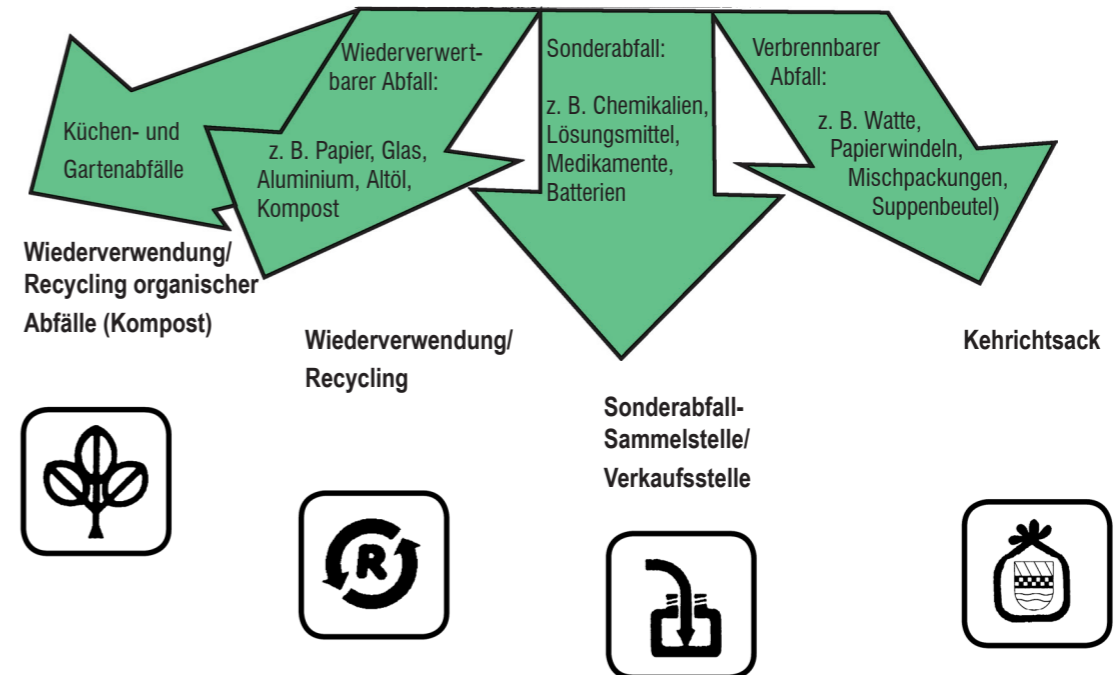 Küchen- und
Gartenabfälle
Wiederverwendung/
Recycling organischer
Abfälle (Kompost)
Wiederverwert-
barer Abfall:
z. B. Papier, Glas,
Aluminium, Altöl,
Kompost
Wiederverwendung/
Recycling
R
Sonderabfall:
z. B. Chemikalien,
Lösungsmittel,
Medikamente,
Batterien
Sonderabfall-
Sammelstelle/
Verkaufsstelle
Verbrennbarer
Abfall:
z. B. Watte,
Papierwindeln,
Mischpackungen,
Suppenbeutel)
Kehrichtsack